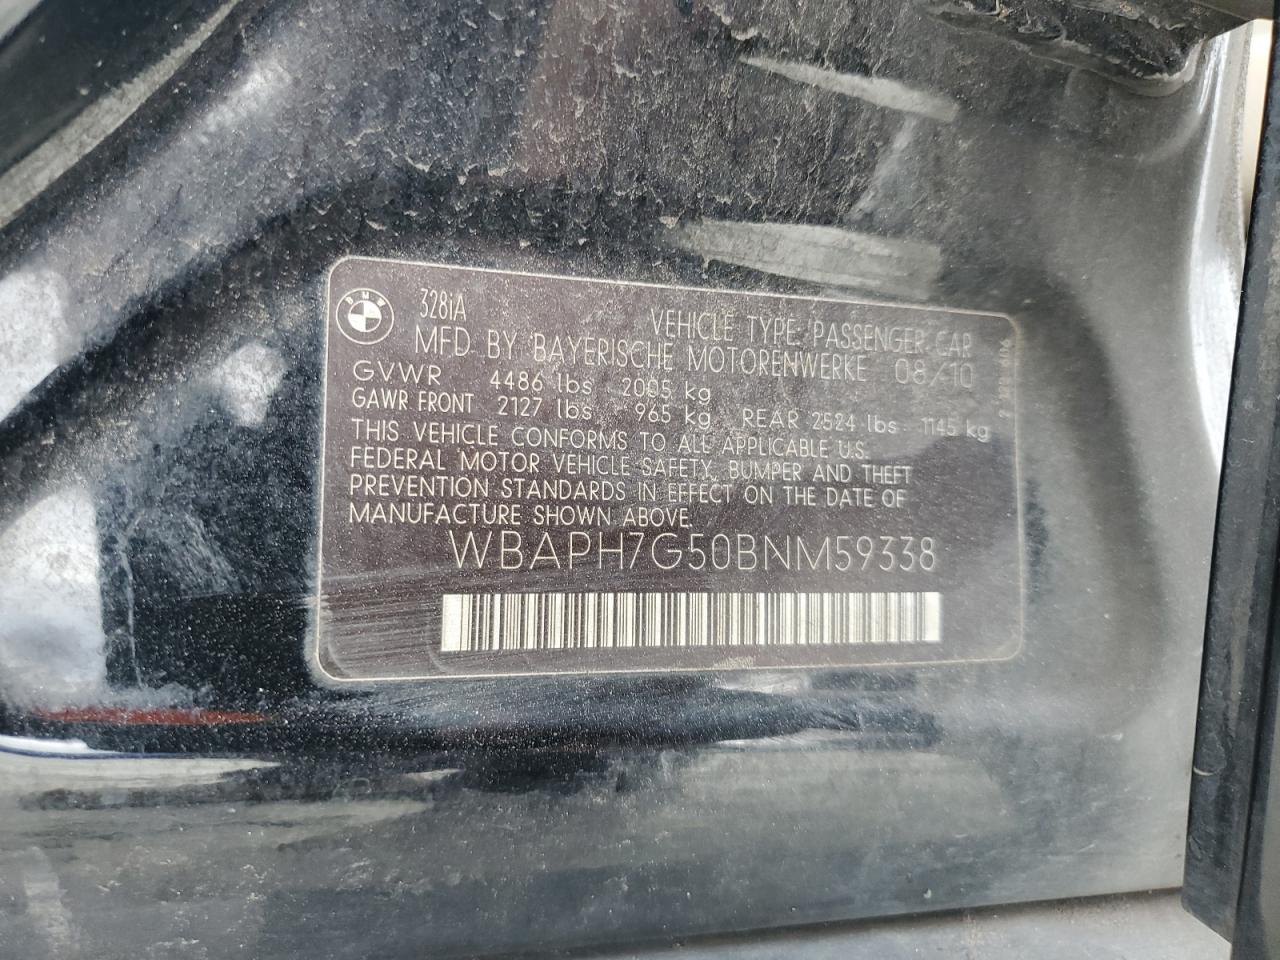 BMW
328iA
VEHICLE TYPE PASSENGER CAR
MFD BY BAYERISCHE MOTORENWERKE 08/10
GVWR 4486 lbs 2005 kg
GAWR FRONT 2127 lbs 965 kg REAR 2524 lbs 1145 kg
THIS VEHICLE CONFORMS TO ALL APPLICABLE U.S.
FEDERAL MOTOR VEHICLE SAFETY, BUMPER AND THEFT
PREVENTION STANDARDS IN EFFECT ON THE DATE OF
MANUFACTURE SHOWN ABOVE.
WBAPH7G50BNM59338